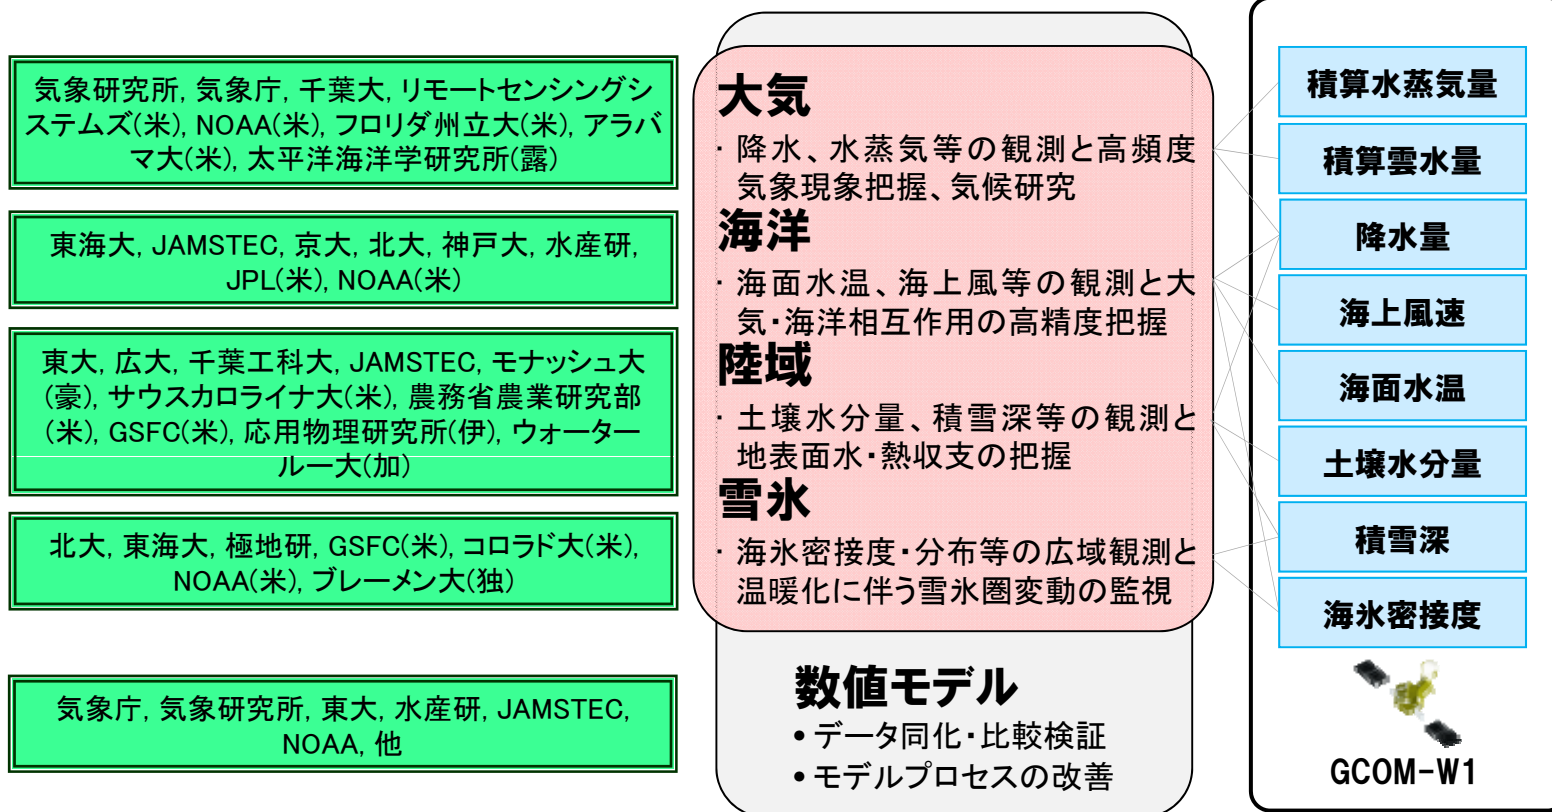 気象研究所, 気象庁, 千葉大, リモートセンシングシ
ステムズ(米), NOAA(米), フロリダ州立大(米), アラバ
マ大(米), 太平洋海洋学研究所(露)
東海大, JAMSTEC, 京大, 北大, 神戸大, 水産研,
JPL(米), NOAA(米)
東大, 広大, 千葉工科大, JAMSTEC, モナッシュ大
(豪), サウスカロライナ大(米), 農務省農業研究部
(米), GSFC(米), 応用物理研究所(伊), ウォーター
ルー大(加)
北大, 東海大, 極地研, GSFC(米), コロラド大(米),
NOAA(米), ブレーメン大(独)
気象庁, 気象研究所, 東大, 水産研, JAMSTEC,
NOAA, 他
大気
・降水、水蒸気等の観測と高頻度
気象現象把握、気候研究
海洋
・海面水温、海上風等の観測と大
気・海洋相互作用の高精度把握
陸域
・土壌水分量、積雪深等の観測と
地表面水・熱収支の把握
雪氷
・海氷密接度・分布等の広域観測と
温暖化に伴う雪氷圏変動の監視
数値モデル
• データ同化・比較検証
• モデルプロセスの改善
積算水蒸気量
積算雲水量
降水量
海上風速
海面水温
土壌水分量
積雪深
海氷密接度
GCOM-W1